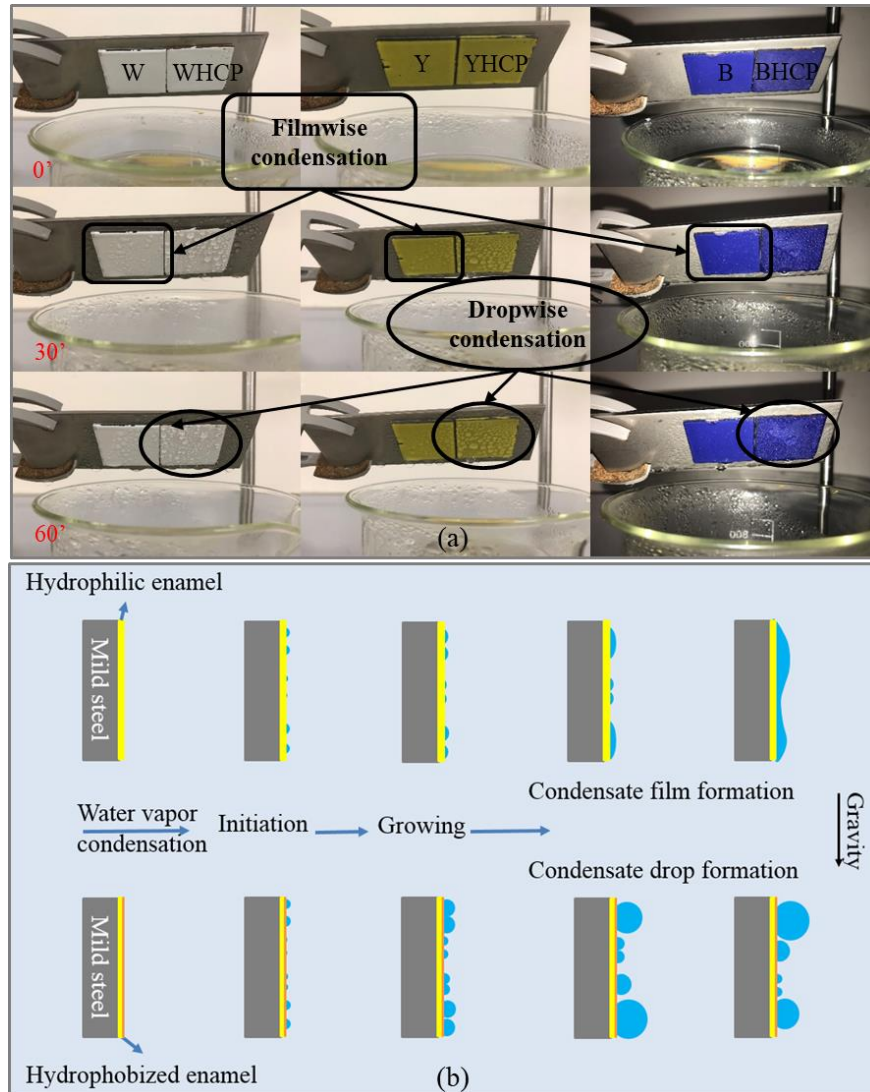 W
WHCP
Y
YHCP
B
BHCP
Filmwise
condensation
0’
30’
Dropwise
condensation
60’
(a)
Hydrophilic enamel
Mild steel
Condensate film formation
Water vapor
condensation
Initiation
Growing
Gravity
Condensate drop formation
Mild steel
Hydrophobized enamel
(b)